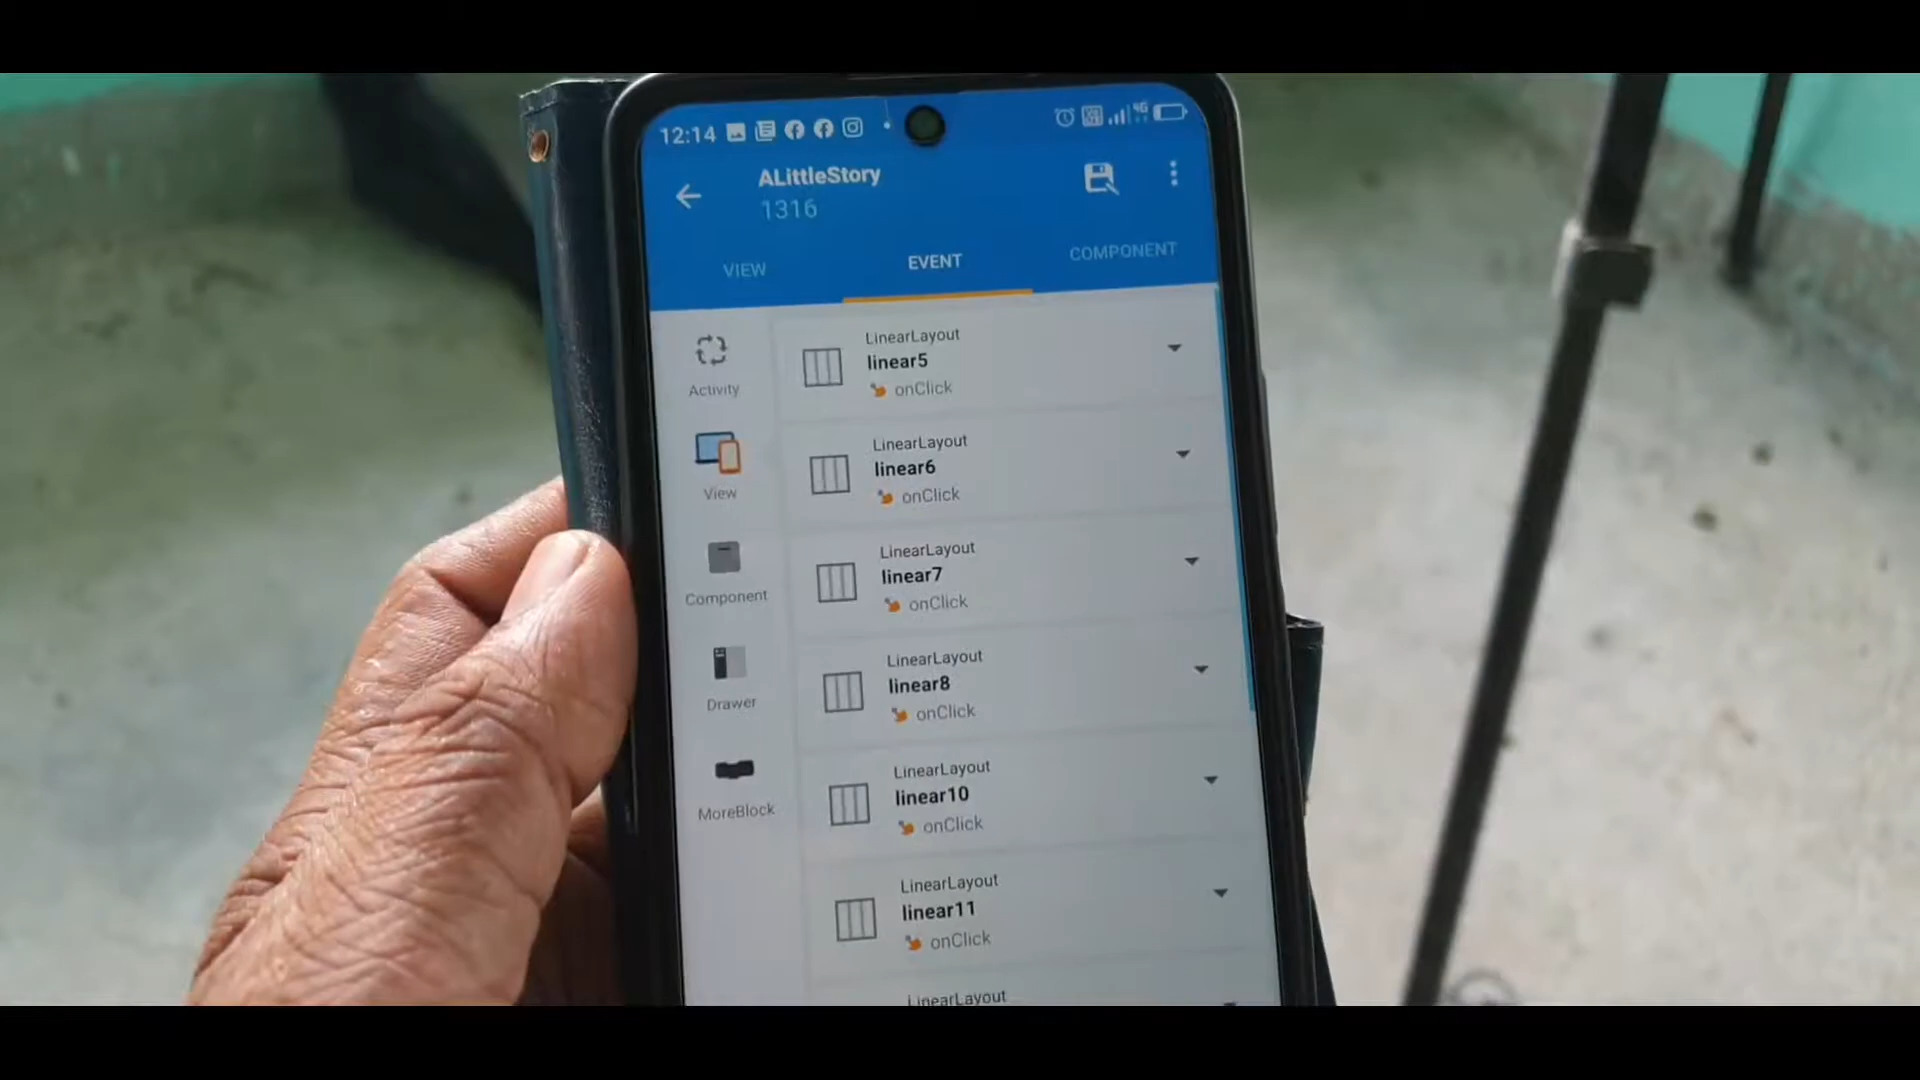 12:14
4G
ALittleStory
1316
VIEW
EVENT
COMPONENT
Activity
View
Component
Drawer
MoreBlock
LinearLayout
linear5
onClick
LinearLayout
linear6
onClick
LinearLayout
linear7
onClick
LinearLayout
linear8
onClick
LinearLayout
linear10
onClick
LinearLayout
linear11
onClick
LinearLayout